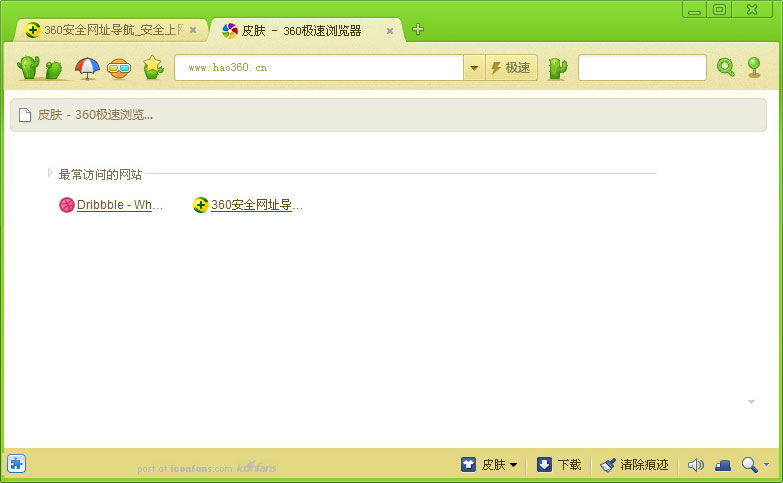 360安全网址导航_安全上网
皮肤 - 360极速浏览器
www.hao360.cn
极速
皮肤 - 360极速浏览...
最常访问的网站
Dribbble - Wh...
360安全网址导...
post at iconfans.com iconfans
皮肤
下载
清除痕迹